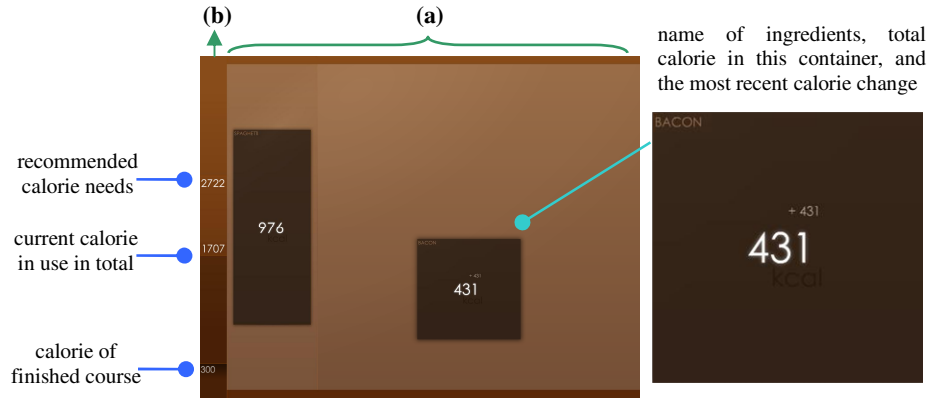 (b)
(a)
name of ingredients, total
calorie in this container, and
the most recent calorie change
BACON
+ 431
431
kcal
recommended
calorie needs
2722
current calorie
in use in total
1707
calorie of
finished course
300
SPAGHETTI
976
BACON
+ 431
431